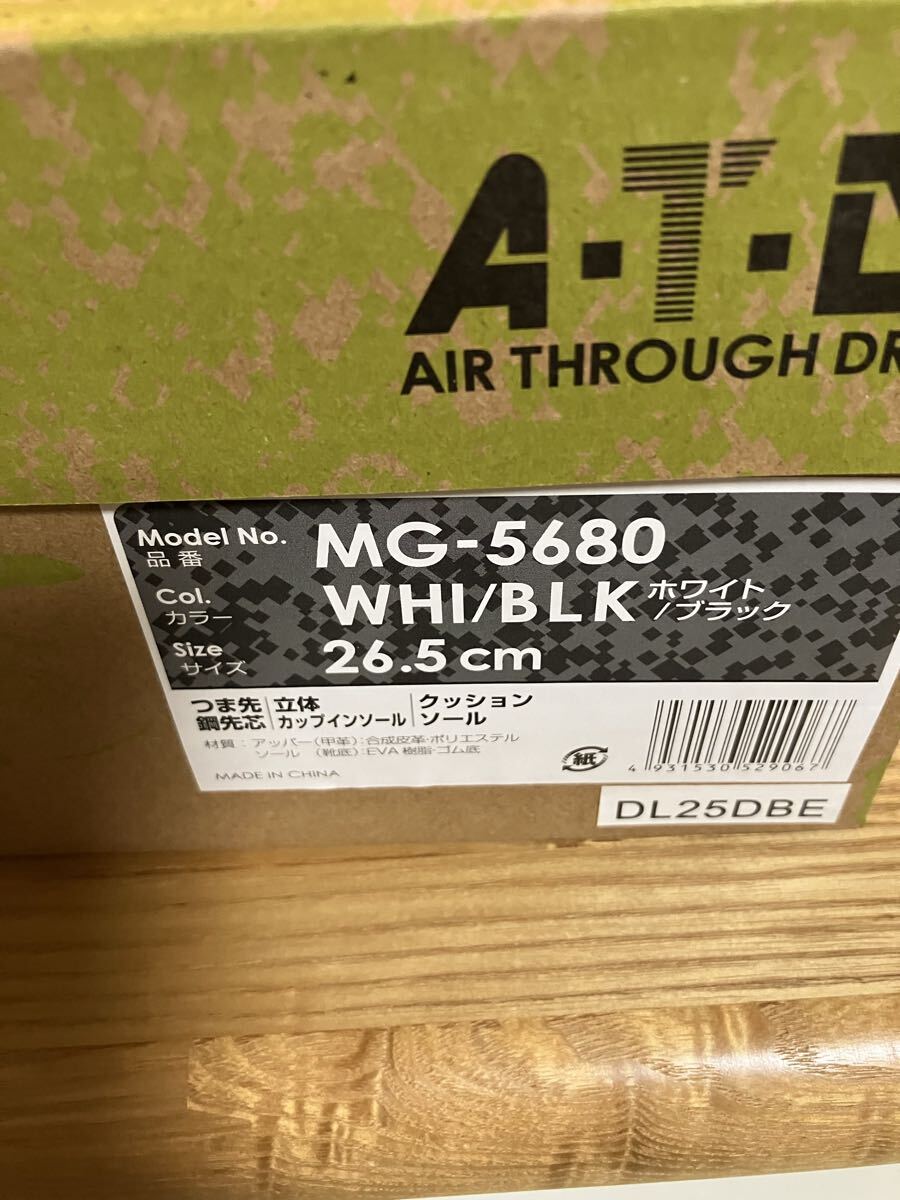 A·T·D
AIR THROUGH DR
Model No. 品番 MG-5680
Col. カラー WHI/BLK ホワイト/ブラック
Size サイズ 26.5 cm
つま先 鋼先芯 | 立体 カップインソール | クッション ソール
材質：アッパー（甲革）：合成皮革・ポリエステル
ソール （靴底）：EVA樹脂・ゴム底
MADE IN CHINA
紙
4 931530 529067
DL25DBE